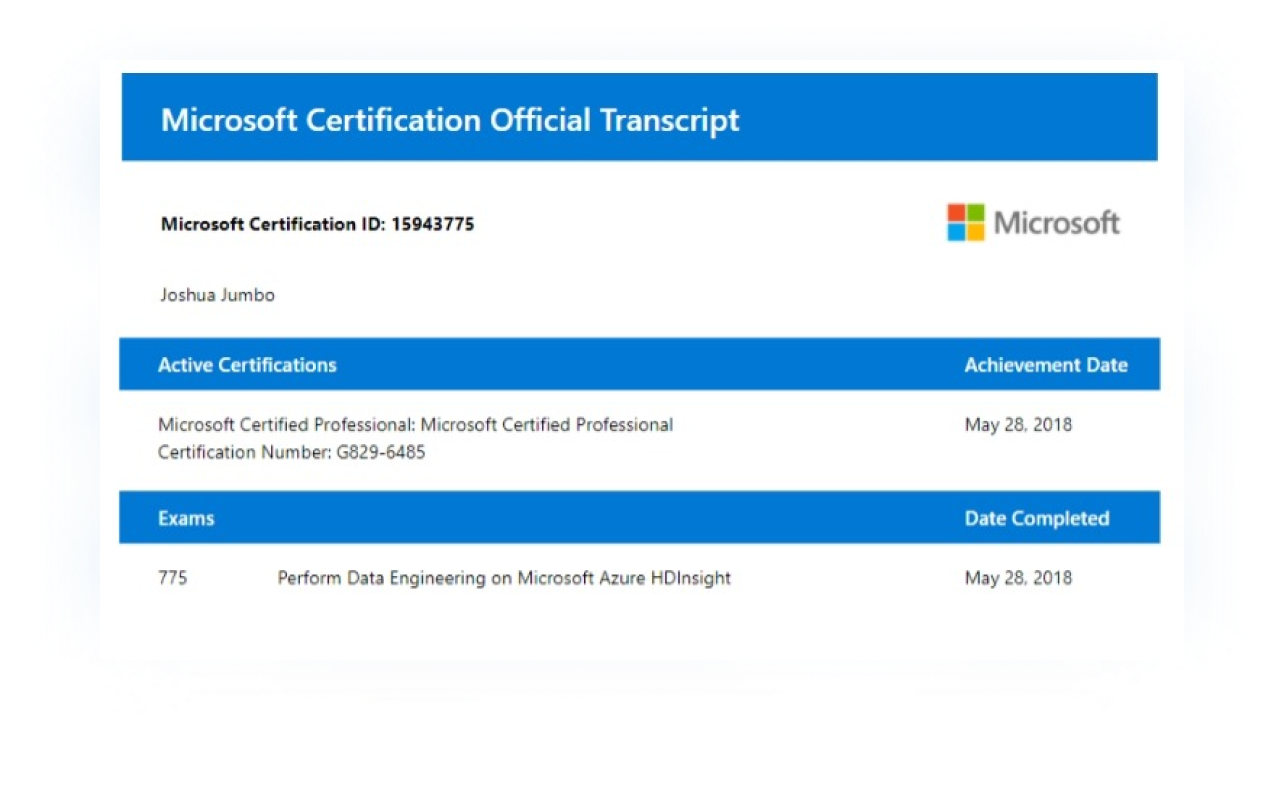 Microsoft Certification Official Transcript
Microsoft Certification ID: 15943775
Microsoft
Joshua Jumbo
Active Certifications Achievement Date
Microsoft Certified Professional: Microsoft Certified Professional May 28, 2018
Certification Number: G829-6485
Exams Date Completed
775 Perform Data Engineering on Microsoft Azure HDInsight May 28, 2018